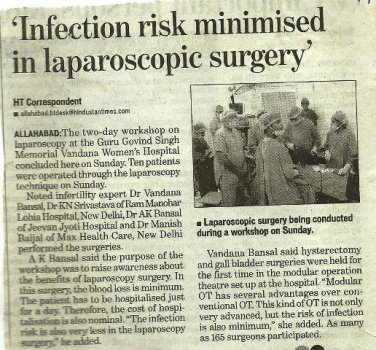 ‘Infection risk minimised
in laparoscopic surgery’
HT Correspondent
■ allahabad.htdesk@hindustantimes.com
ALLAHABAD: The two-day workshop on
laparoscopy at the Guru Govind Singh
Memorial Vandana Women's Hospital
concluded here on Sunday. Ten patients
were operated through the laparoscopy
technique on Sunday.
Noted infertility expert Dr Vandana
Bansal, Dr KN Srivastava of Ram Manohar
Lohia Hospital, New Delhi, Dr AK Bansal
of Jeevan Jyoti Hospital and Dr Manish
Baijal of Max Health Care, New Delhi
performed the surgeries.
A K Bansal said the purpose of the
workshop was to raise awareness about
the benefits of laparoscopy surgery. In
this surgery, the blood loss is minimum.
The patient has to be hospitalised just
for a day. Therefore, the cost of hospi-
talisation is also nominal. “The infection
risk is also very less in the laparoscopy
surgery,” he added.
■ Laparoscopic surgery being conducted
during a workshop on Sunday.
Vandana Bansal said hysterectomy
and gall bladder surgeries were held for
the first time in the modular operation
theatre set up at the hospital. “Modular
OT has several advantages over con-
ventional OT. This kind of OT is not only
very advanced, but the risk of infection
is also minimum,” she added. As many
as 165 surgeons participated.